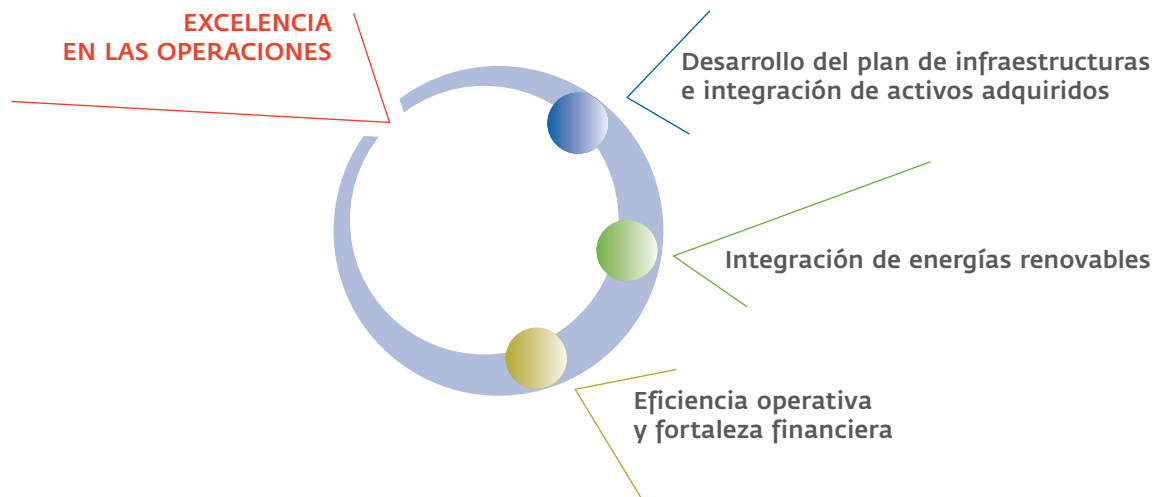 EXCELENCIA
EN LAS OPERACIONES
Desarrollo del plan de infraestructuras
e integración de activos adquiridos
Integración de energías renovables
Eficiencia operativa
y fortaleza financiera